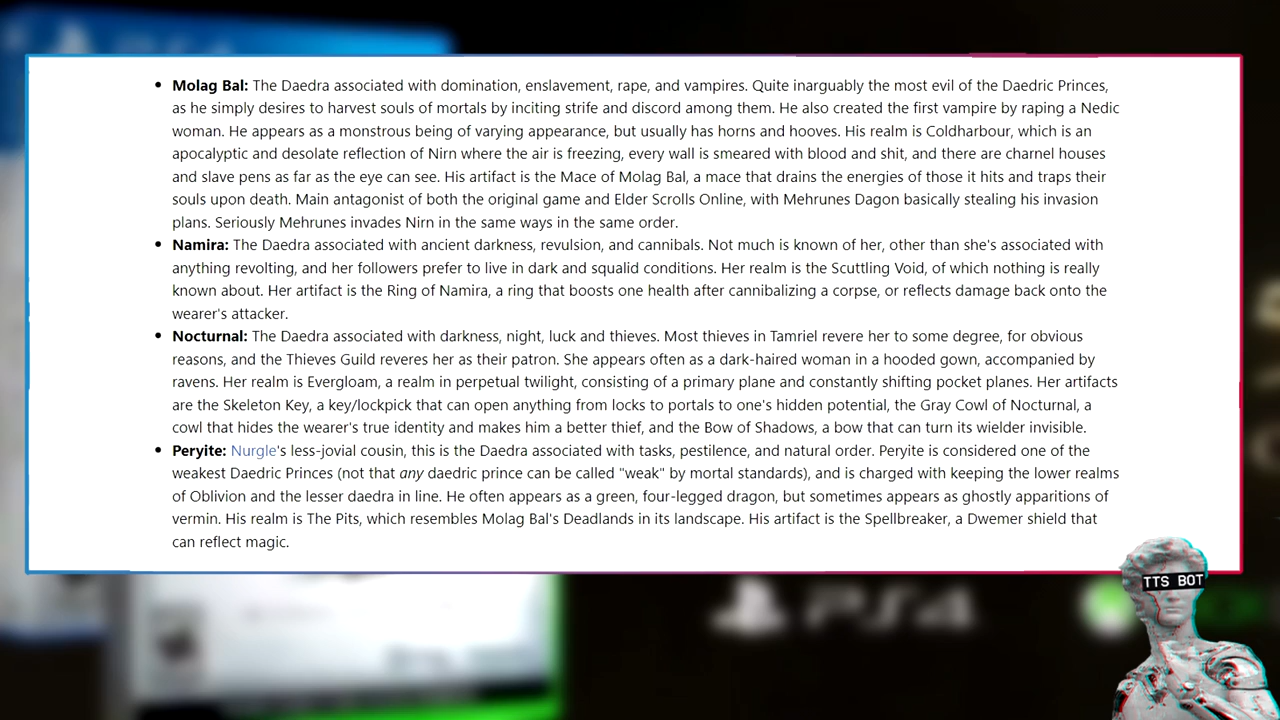 PS4
• Molag Bal: The Daedra associated with domination, enslavement, rape, and vampires. Quite inarguably the most evil of the Daedric Princes,
as he simply desires to harvest souls of mortals by inciting strife and discord among them. He also created the first vampire by raping a Nedic
woman. He appears as a monstrous being of varying appearance, but usually has horns and hooves. His realm is Coldharbour, which is an
apocalyptic and desolate reflection of Nirn where the air is freezing, every wall is smeared with blood and shit, and there are charnel houses
and slave pens as far as the eye can see. His artifact is the Mace of Molag Bal, a mace that drains the energies of those it hits and traps their
souls upon death. Main antagonist of both the original game and Elder Scrolls Online, with Mehrunes Dagon basically stealing his invasion
plans. Seriously Mehrunes invades Nirn in the same ways in the same order.
• Namira: The Daedra associated with ancient darkness, revulsion, and cannibals. Not much is known of her, other than she's associated with
anything revolting, and her followers prefer to live in dark and squalid conditions. Her realm is the Scuttling Void, of which nothing is really
known about. Her artifact is the Ring of Namira, a ring that boosts one health after cannibalizing a corpse, or reflects damage back onto the
wearer's attacker.
• Nocturnal: The Daedra associated with darkness, night, luck and thieves. Most thieves in Tamriel revere her to some degree, for obvious
reasons, and the Thieves Guild reveres her as their patron. She appears often as a dark-haired woman in a hooded gown, accompanied by
ravens. Her realm is Evergloam, a realm in perpetual twilight, consisting of a primary plane and constantly shifting pocket planes. Her artifacts
are the Skeleton Key, a key/lockpick that can open anything from locks to portals to one's hidden potential, the Gray Cowl of Nocturnal, a
cowl that hides the wearer's true identity and makes him a better thief, and the Bow of Shadows, a bow that can turn its wielder invisible.
• Peryite: Nurgle's less-jovial cousin, this is the Daedra associated with tasks, pestilence, and natural order. Peryite is considered one of the
weakest Daedric Princes (not that any daedric prince can be called "weak" by mortal standards), and is charged with keeping the lower realms
of Oblivion and the lesser daedra in line. He often appears as a green, four-legged dragon, but sometimes appears as ghostly apparitions of
vermin. His realm is The Pits, which resembles Molag Bal's Deadlands in its landscape. His artifact is the Spellbreaker, a Dwemer shield that
can reflect magic.
TTS BOT
PS4